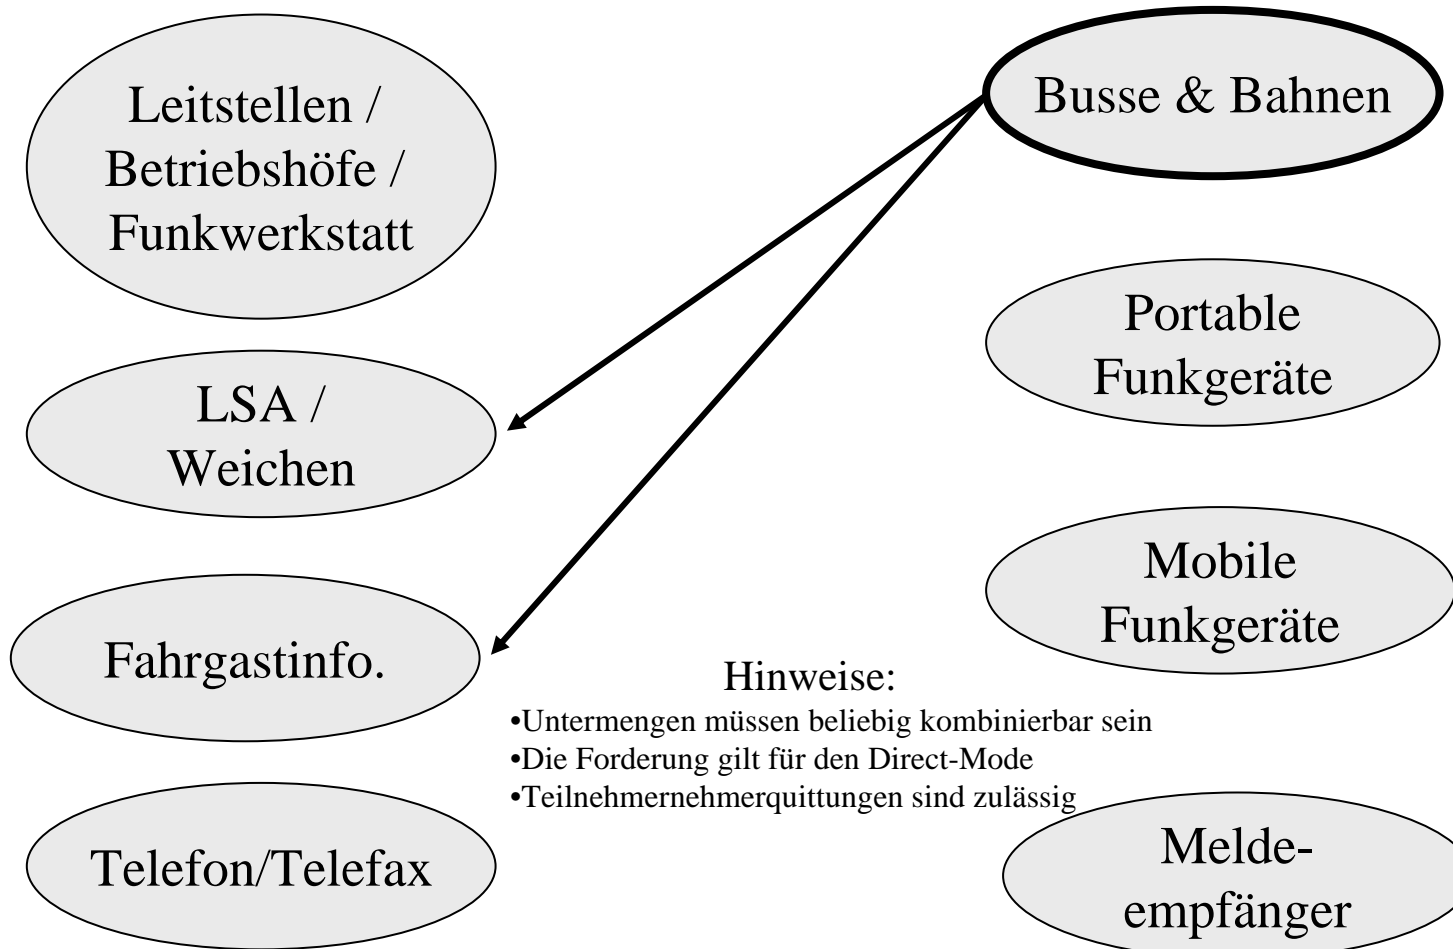 Leitstellen /
Betriebshöfe /
Funkwerkstatt
LSA /
Weichen
Fahrgastinfo.
Telefon/Telefax
Busse & Bahnen
Portable
Funkgeräte
Mobile
Funkgeräte
Melde-
empfänger
Hinweise:
•Untermengen müssen beliebig kombinierbar sein
•Die Forderung gilt für den Direct-Mode
•Teilnehmernehmerquittungen sind zulässig